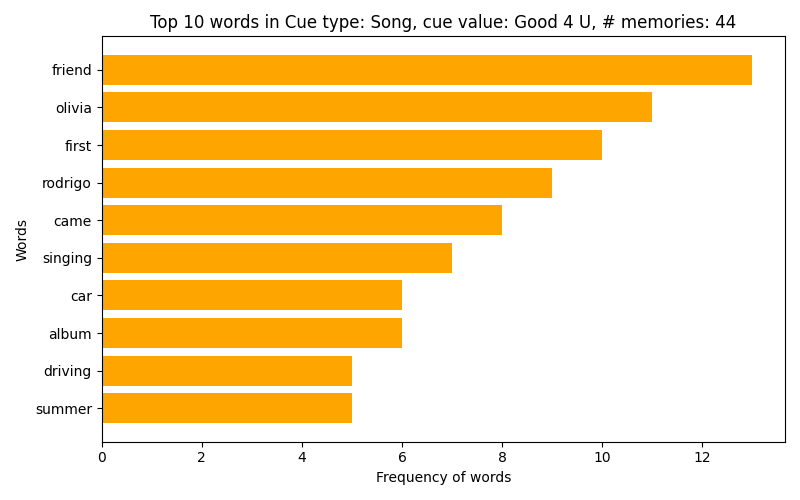 Top 10 words in Cue type: Song, cue value: Good 4 U, # memories: 44
Words
friend
olivia
first
rodrigo
came
singing
car
album
driving
summer
0 2 4 6 8 10 12
Frequency of words